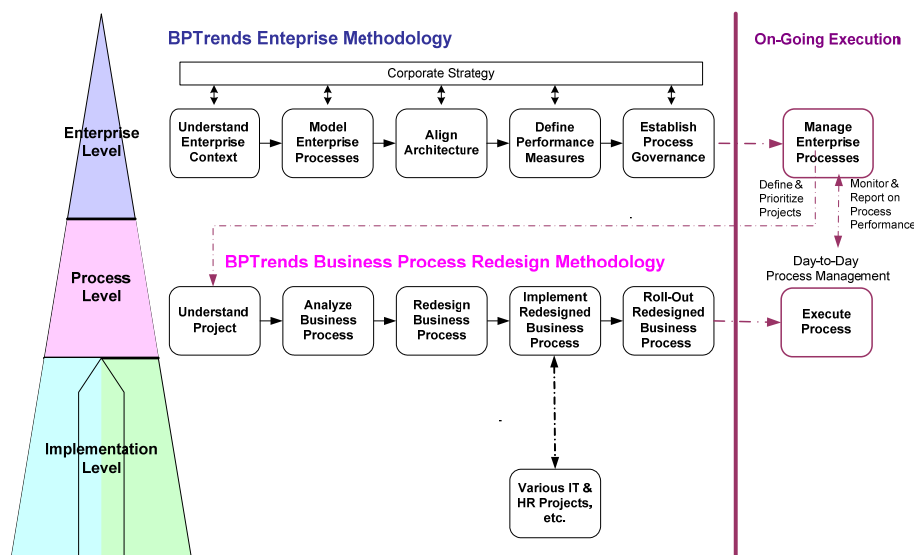 BPTrends Enteprise Methodology
On-Going Execution
Corporate Strategy
Enterprise
Level
Understand
Enterprise
Context
Model
Enterprise
Processes
Align
Architecture
Define
Performance
Measures
Establish
Process
Governance
Manage
Enterprise
Processes
Define &
Prioritize
Projects
Monitor &
Report on
Process
Performance
Process
Level
BPTrends Business Process Redesign Methodology
Day-to-Day
Process Management
Understand
Project
Analyze
Business
Process
Redesign
Business
Process
Implement
Redesigned
Business
Process
Roll-Out
Redesigned
Business
Process
Execute
Process
Implementation
Level
Various IT &
HR Projects,
etc.